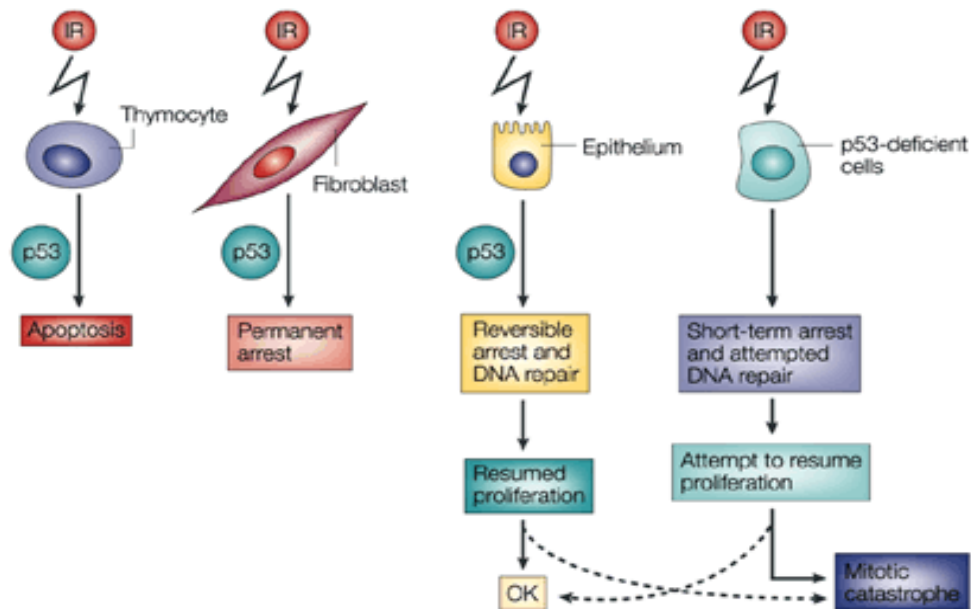 IR
IR
IR
IR
Thymocyte
Fibroblast
Epithelium
p53-deficient
cells
p53
p53
p53
Apoptosis
Permanent
arrest
Reversible
arrest and
DNA repair
Short-term arrest
and attempted
DNA repair
Resumed
proliferation
Attempt to resume
proliferation
OK
Mitotic
catastrophe